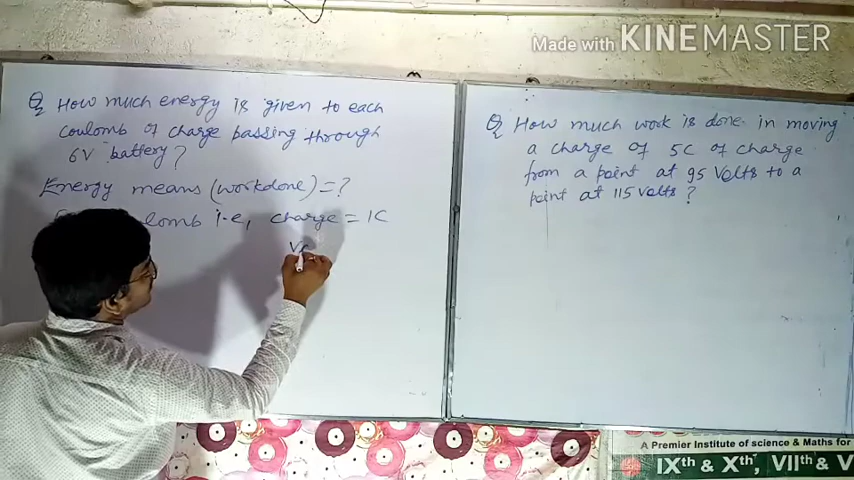 Made with KINEMASTER
Q How much energy is given to each
coulomb of charge passing through
6V battery?
Energy means (workdone) = ?
i.e, charge = 1C
Q How much work is done in moving
a charge of 5C of charge
from a point at 95 Volts to a
point at 115 volts?
A Premier Institute of science & Maths for
IXth & Xth, VIIth & V